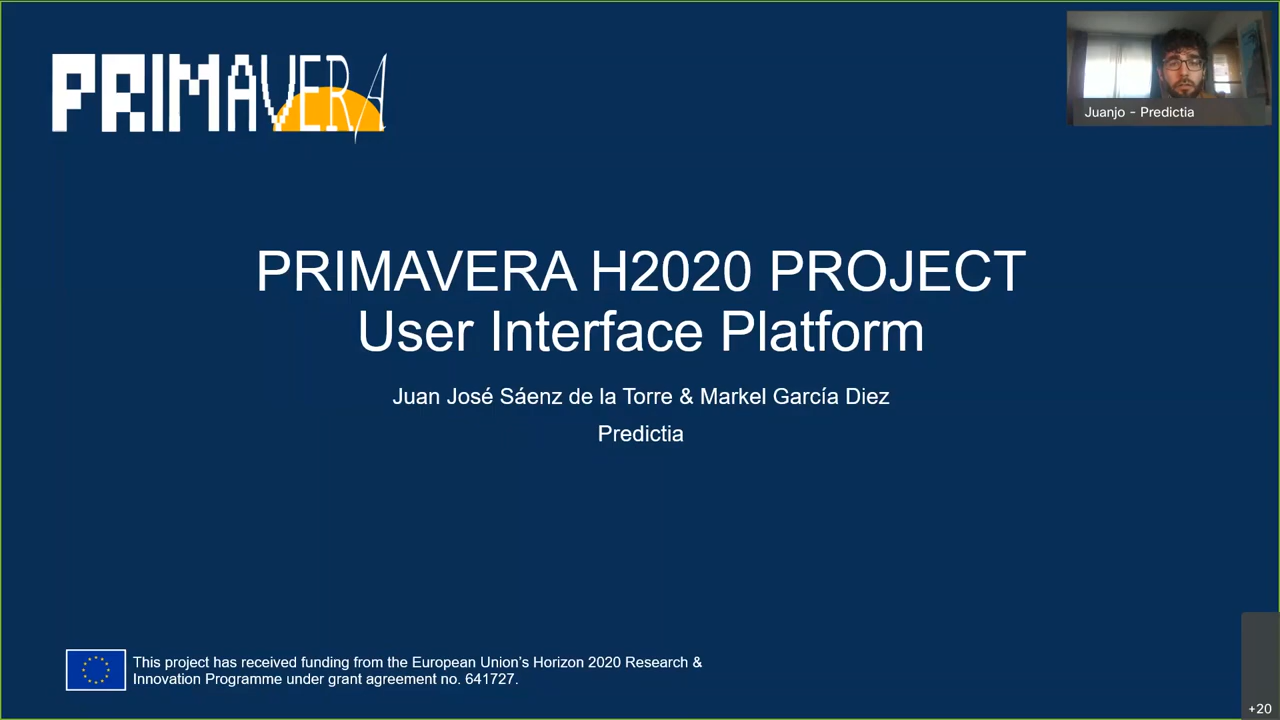 PRIMAVERA
Juanjo - Predictia
PRIMAVERA H2020 PROJECT
User Interface Platform
Juan José Sáenz de la Torre & Markel García Diez
Predictia
This project has received funding from the European Union's Horizon 2020 Research &
Innovation Programme under grant agreement no. 641727.
+20